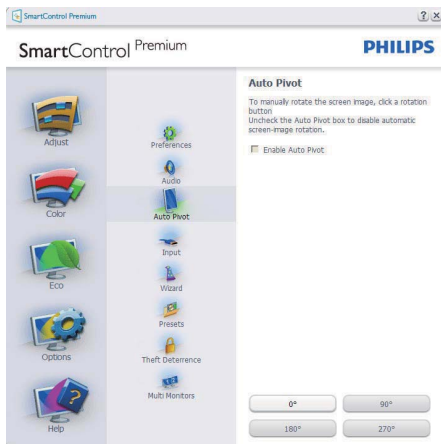 SmartControl Premium
SmartControl Premium
PHILIPS
Adjust
Color
Eco
Options
Help
Preferences
Audio
Auto Pivot
Input
Wizard
Presets
Theft Deterrence
Multi Monitors
Auto Pivot
To manually rotate the screen image, click a rotation
button
Uncheck the Auto Pivot box to disable automatic
screen-image rotation.
Enable Auto Pivot
0°
90°
180°
270°